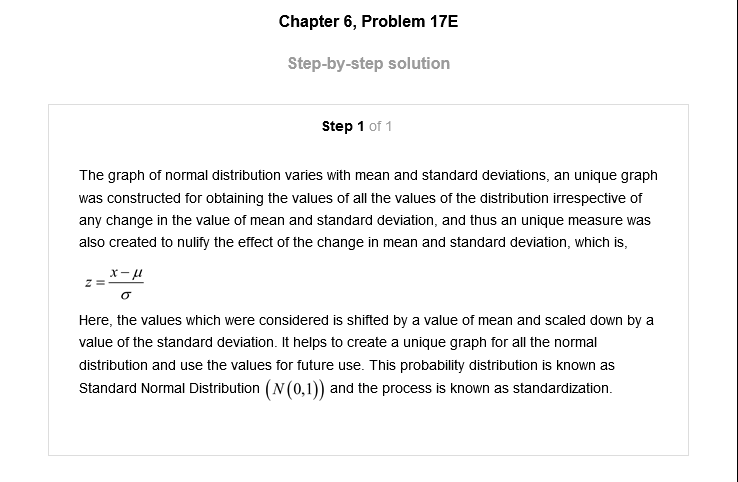 Chapter 6, Problem 17E
Step-by-step solution
Step 1 of 1
The graph of normal distribution varies with mean and standard deviations, an unique graph
was constructed for obtaining the values of all the values of the distribution irrespective of
any change in the value of mean and standard deviation, and thus an unique measure was
also created to nulify the effect of the change in mean and standard deviation, which is,
z = (x − μ)/σ
Here, the values which were considered is shifted by a value of mean and scaled down by a
value of the standard deviation. It helps to create a unique graph for all the normal
distribution and use the values for future use. This probability distribution is known as
Standard Normal Distribution (N(0,1)) and the process is known as standardization.